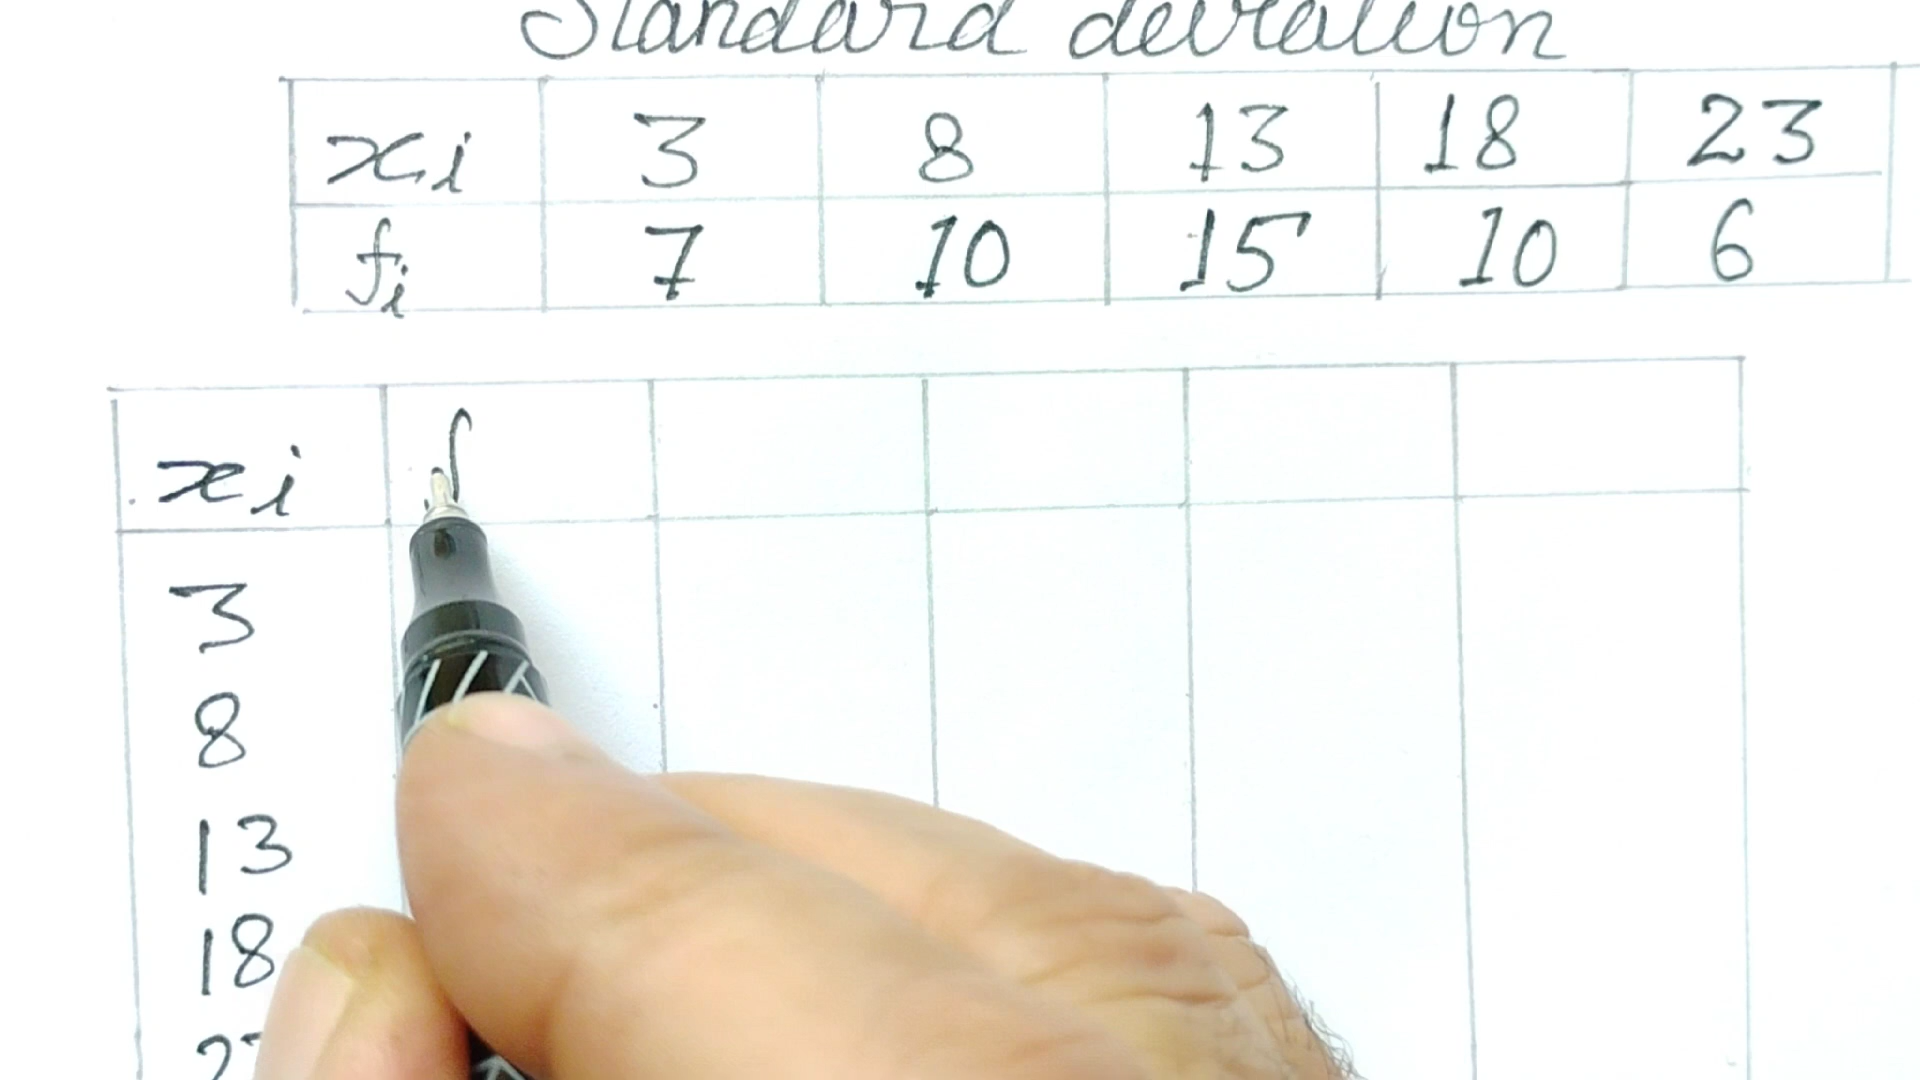 Standard deviation
xi 3 8 13 18 23
fi 7 10 15 10 6
xi f
3
8
13
18